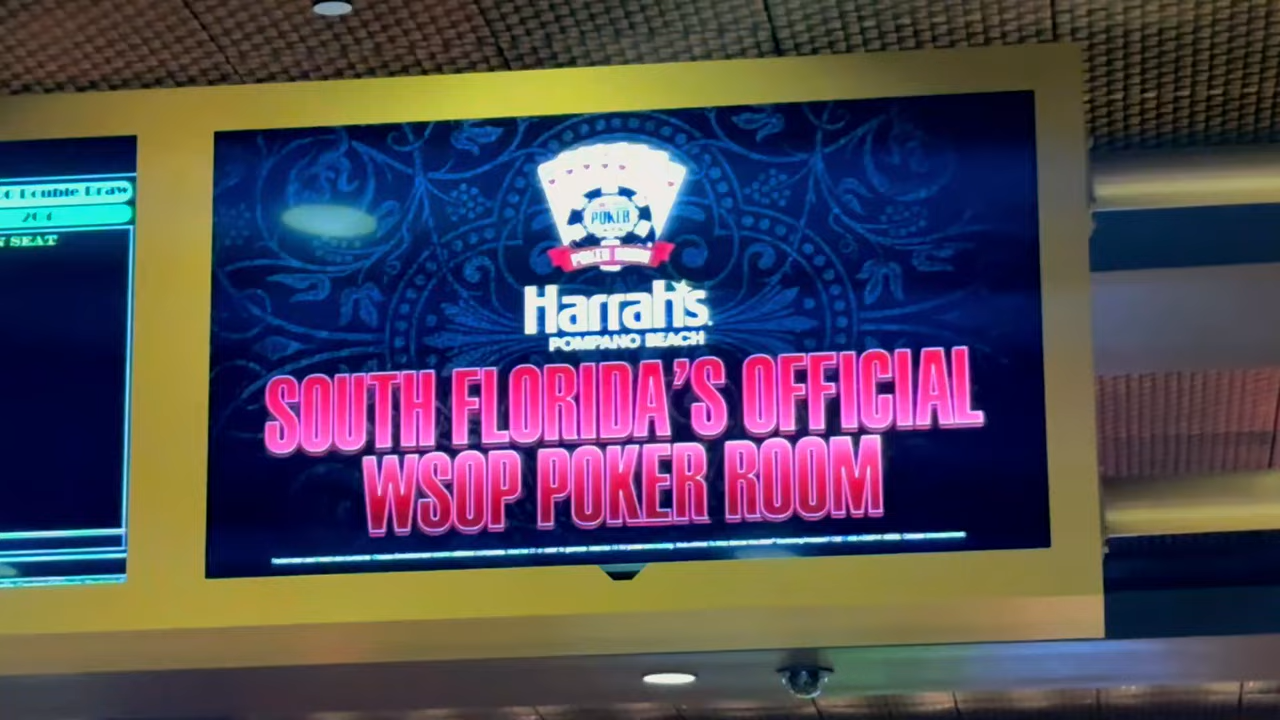 Double Draw
SEAT
POKER
POKER ROOM
Harrah's
POMPANO BEACH
SOUTH FLORIDA'S OFFICIAL
WSOP POKER ROOM